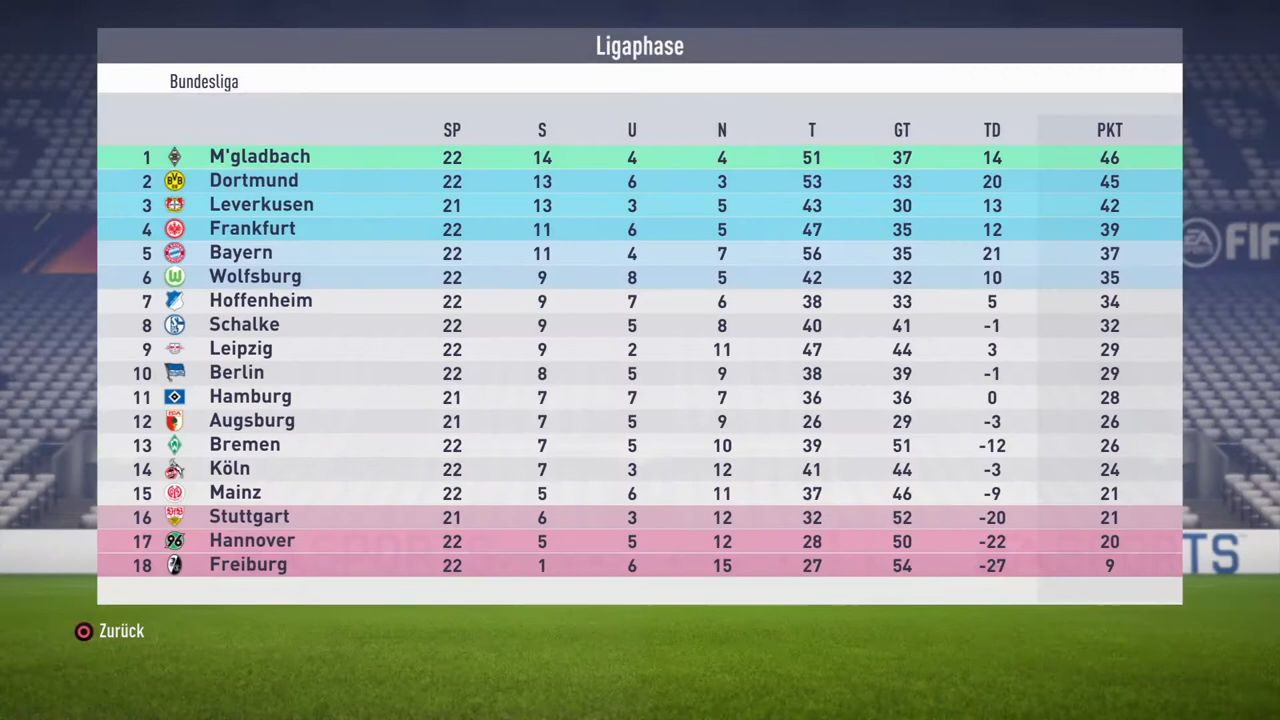 Ligaphase
Bundesliga
SP S U N T GT TD PKT
1 M'gladbach 22 14 4 4 51 37 14 46
2 Dortmund 22 13 6 3 53 33 20 45
3 Leverkusen 21 13 3 5 43 30 13 42
4 Frankfurt 22 11 6 5 47 35 12 39
5 Bayern 22 11 4 7 56 35 21 37
6 Wolfsburg 22 9 8 5 42 32 10 35
7 Hoffenheim 22 9 7 6 38 33 5 34
8 Schalke 22 9 5 8 40 41 -1 32
9 Leipzig 22 9 2 11 47 44 3 29
10 Berlin 22 8 5 9 38 39 -1 29
11 Hamburg 21 7 7 7 36 36 0 28
12 Augsburg 21 7 5 9 26 29 -3 26
13 Bremen 22 7 5 10 39 51 -12 26
14 Köln 22 7 3 12 41 44 -3 24
15 Mainz 22 5 6 11 37 46 -9 21
16 Stuttgart 21 6 3 12 32 52 -20 21
17 Hannover 22 5 5 12 28 50 -22 20
18 Freiburg 22 1 6 15 27 54 -27 9
Zurück
EA FIF
TS